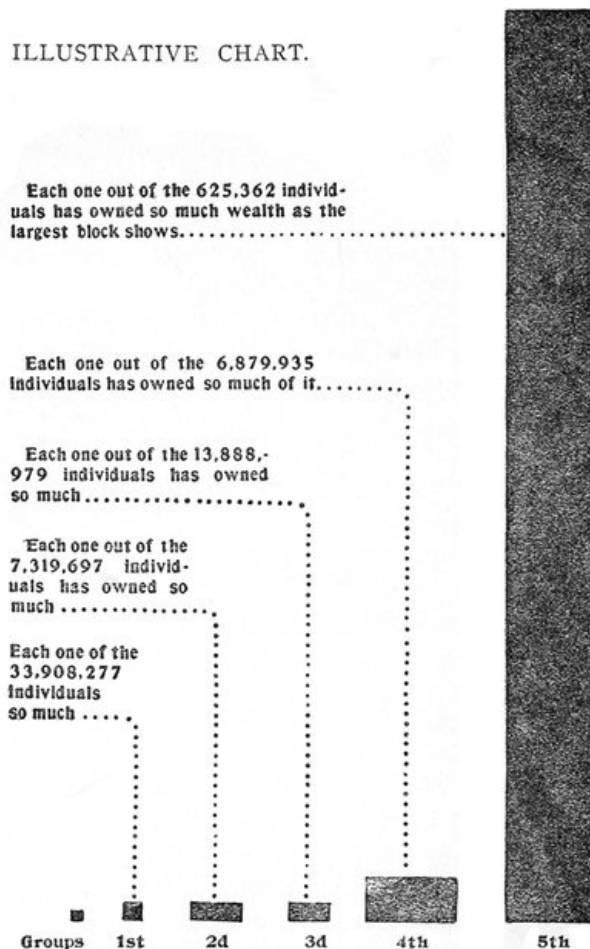 ILLUSTRATIVE CHART.
Each one out of the 625,362 individ-
uals has owned so much wealth as the
largest block shows
Each one out of the 6,879,935
individuals has owned so much of it
Each one out of the 13,888,-
979 individuals has owned
so much
Each one out of the
7,319,697 individ-
uals has owned so
much
Each one of the
33,908,277
individuals
so much
Groups 1st 2d 3d 4th 5th